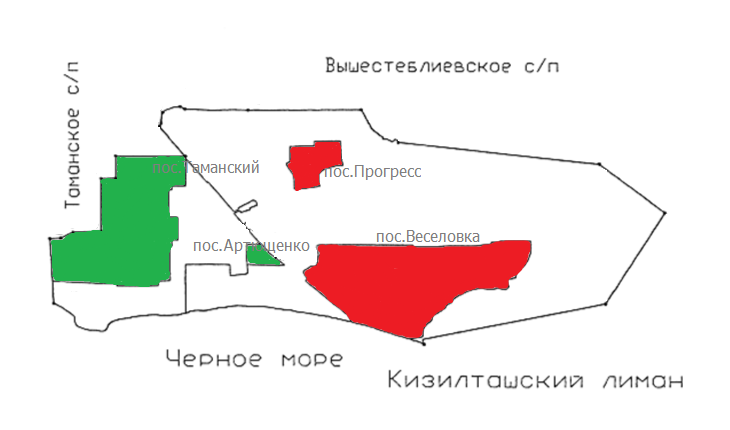 Вышестеблиевское с/п
Таманское с/п
пос.Таманский
пос.Прогресс
пос.Веселовка
пос.Артющенко
Черное море
Кизилташский лиман